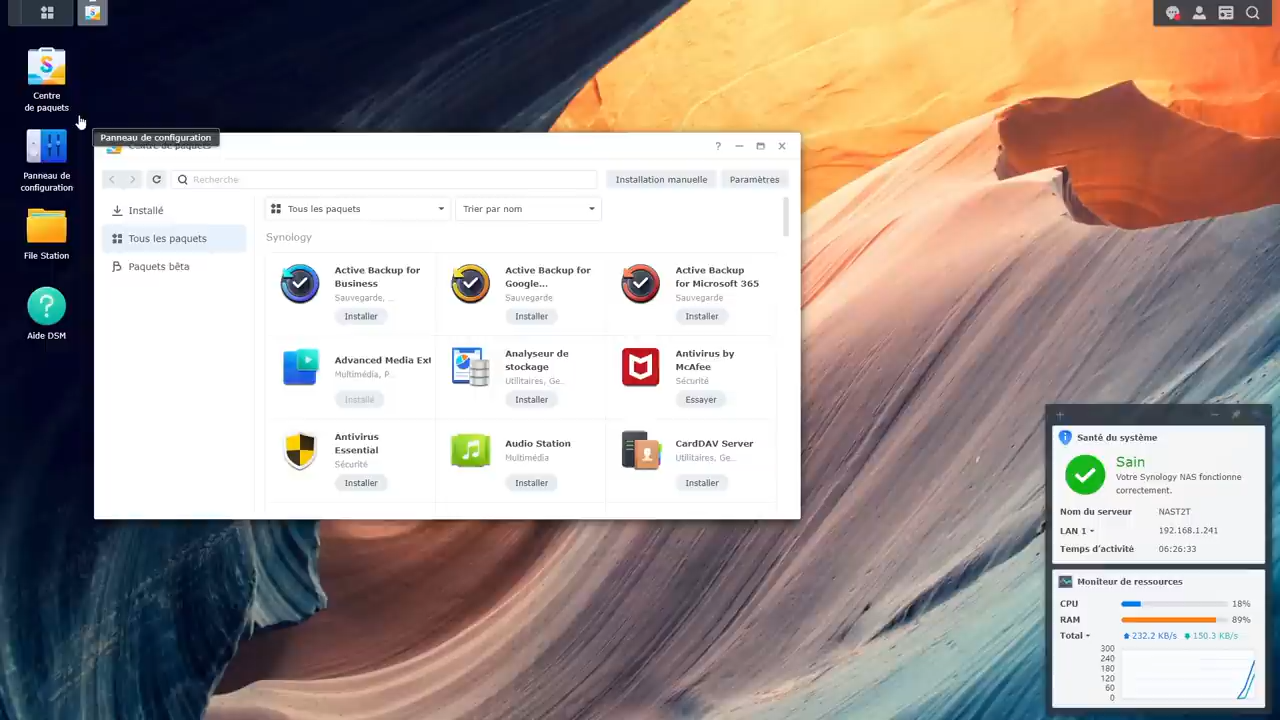 Centre
de paquets
Panneau de configuration
Panneau de
configuration
File Station
Aide DSM
Centre de paquets
Recherche
Installation manuelle
Paramètres
Installé
Tous les paquets
Paquets bêta
Tous les paquets
Trier par nom
Synology
Active Backup for
Business
Sauvegarde, ...
Installer
Active Backup for
Google...
Sauvegarde
Installer
Active Backup
for Microsoft 365
Sauvegarde
Installer
Advanced Media Ext
Multimédia, P...
Installé
Analyseur de
stockage
Utilitaires, Ge...
Installer
Antivirus by
McAfee
Sécurité
Essayer
Antivirus
Essential
Sécurité
Installer
Audio Station
Multimédia
Installer
CardDAV Server
Utilitaires, Ge...
Installer
Santé du système
Sain
Votre Synology NAS fonctionne
correctement.
Nom du serveur NAST2T
LAN 1 192.168.1.241
Temps d'activité 06:26:33
Moniteur de ressources
CPU 18%
RAM 89%
Total 232.2 KB/s 150.3 KB/s
300
240
180
120
60
0